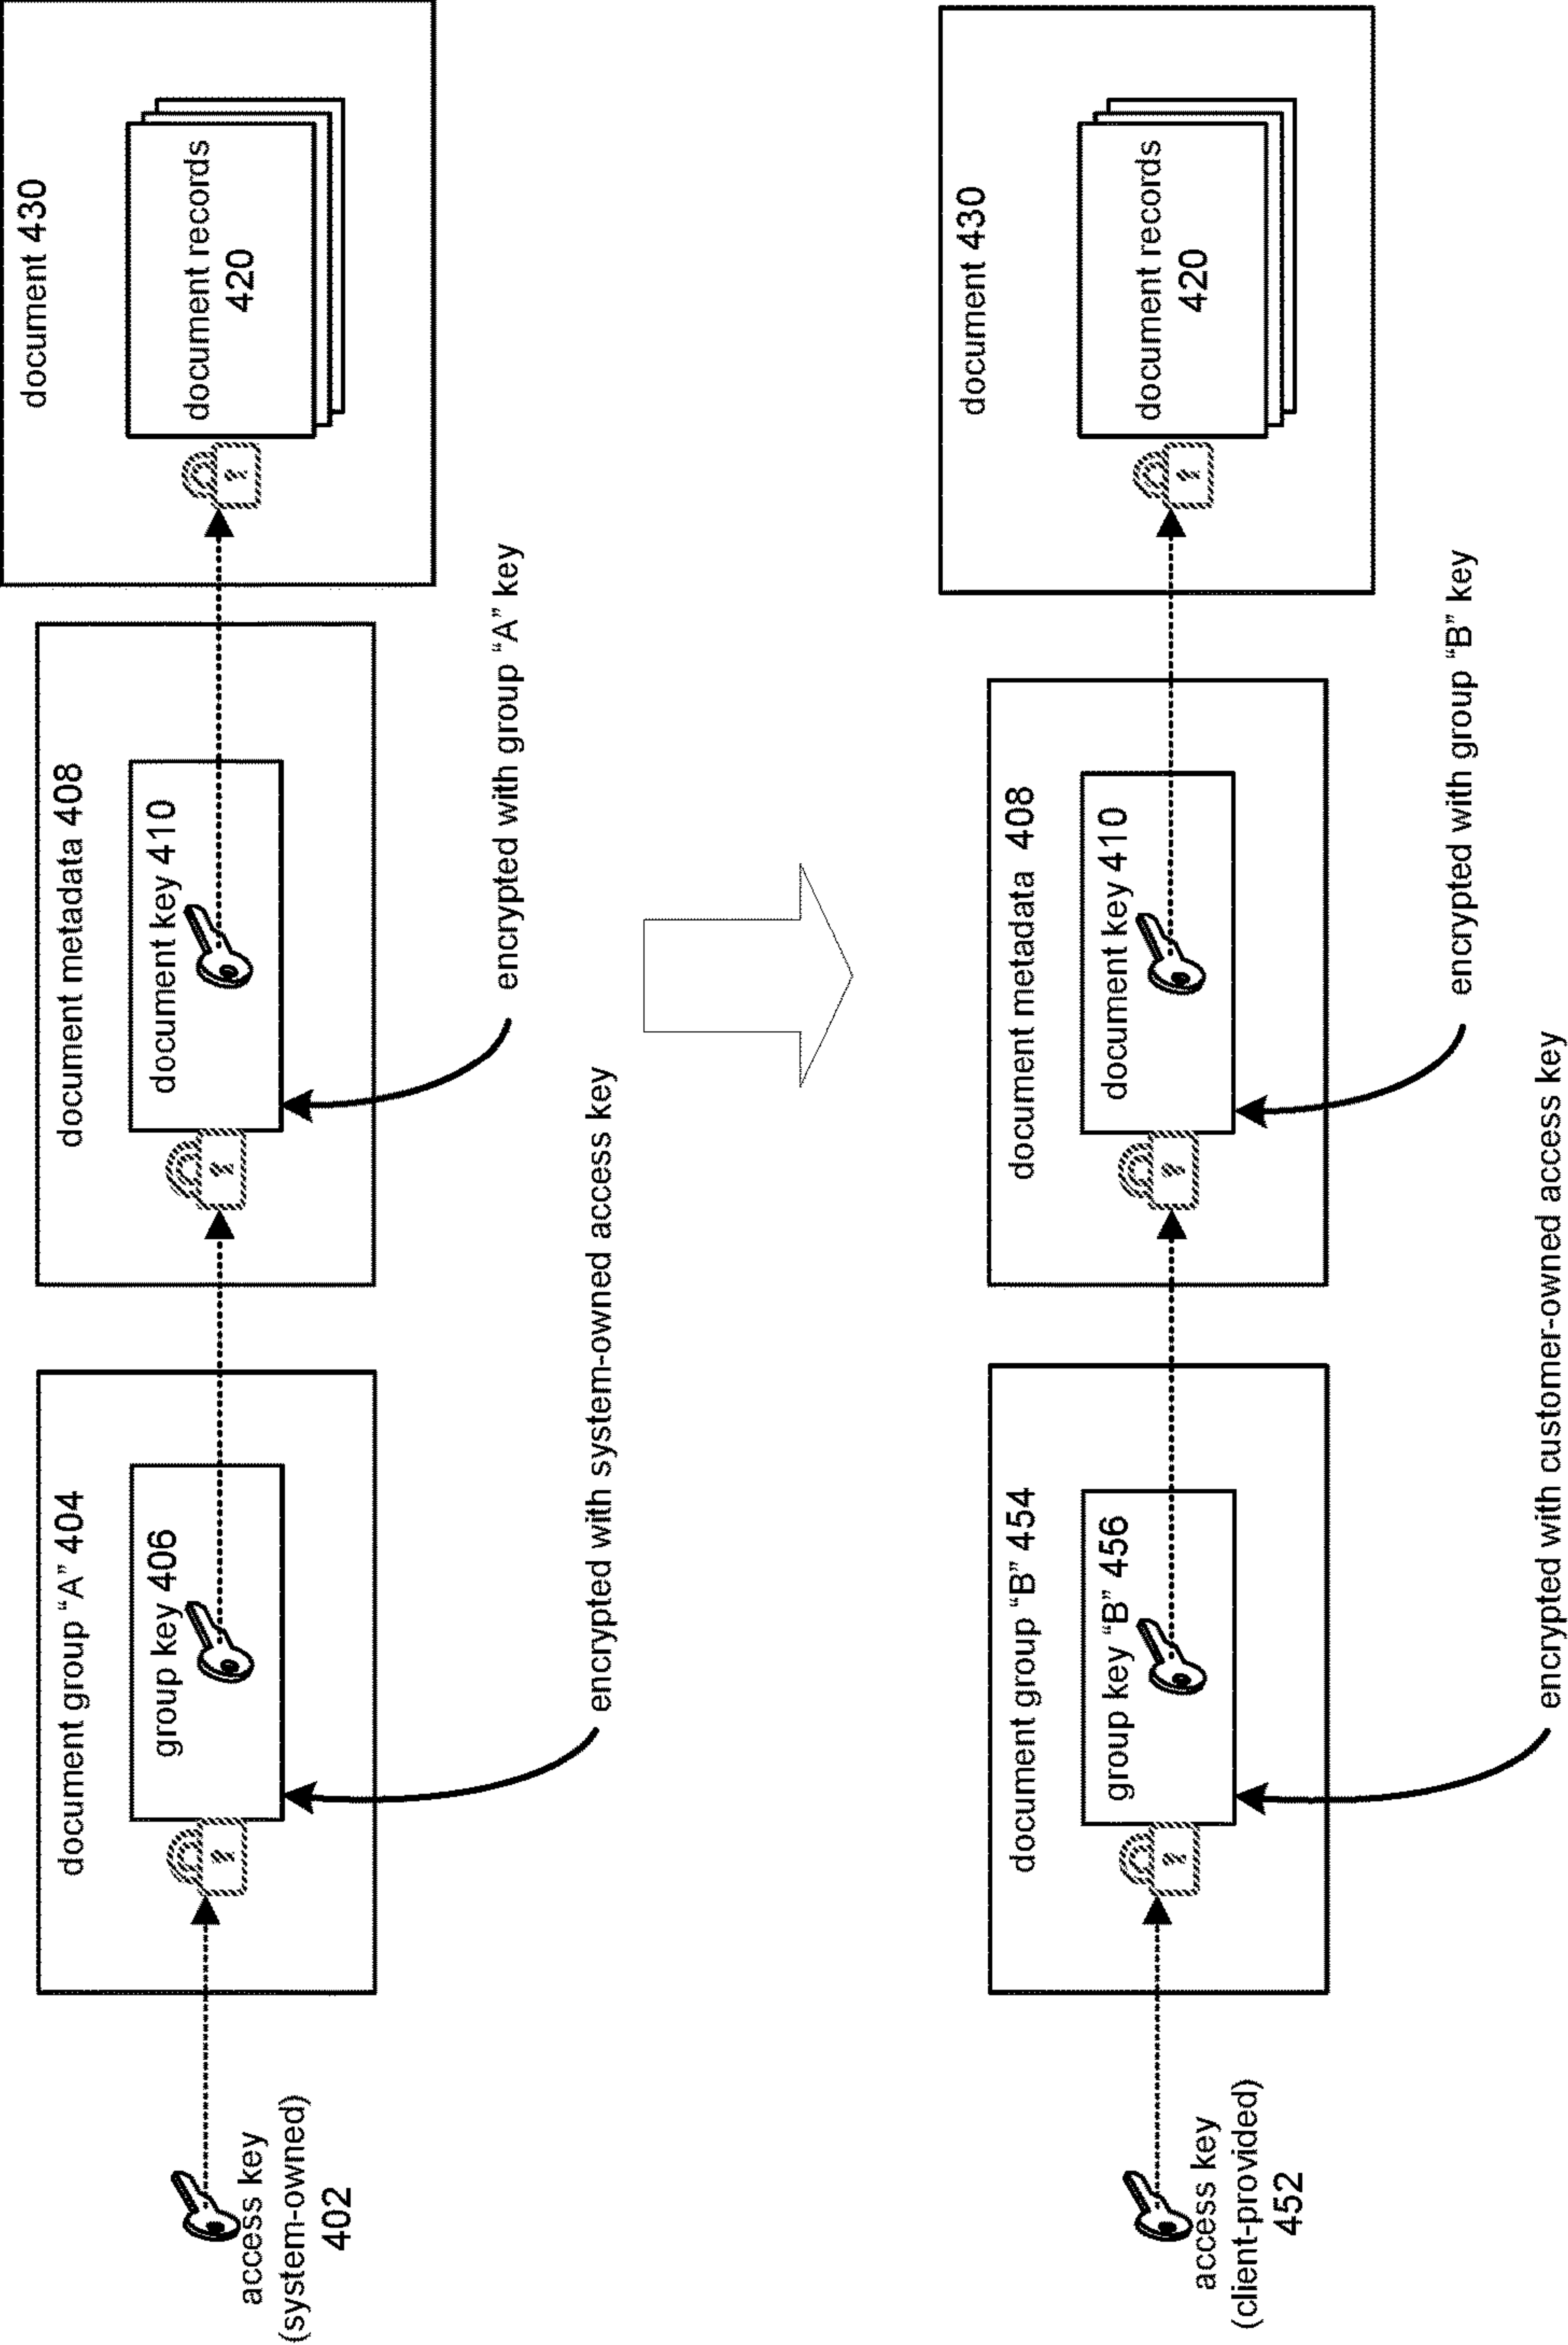 document group “A” 404
group key 406
document metadata 408
document key 410
document 430
document records
420
access key
(system-owned)
402
encrypted with group “A” key
encrypted with system-owned access key
document group “B” 454
group key “B” 456
document metadata 408
document key 410
document 430
document records
420
access key
(client-provided)
452
encrypted with group “B” key
encrypted with customer-owned access key